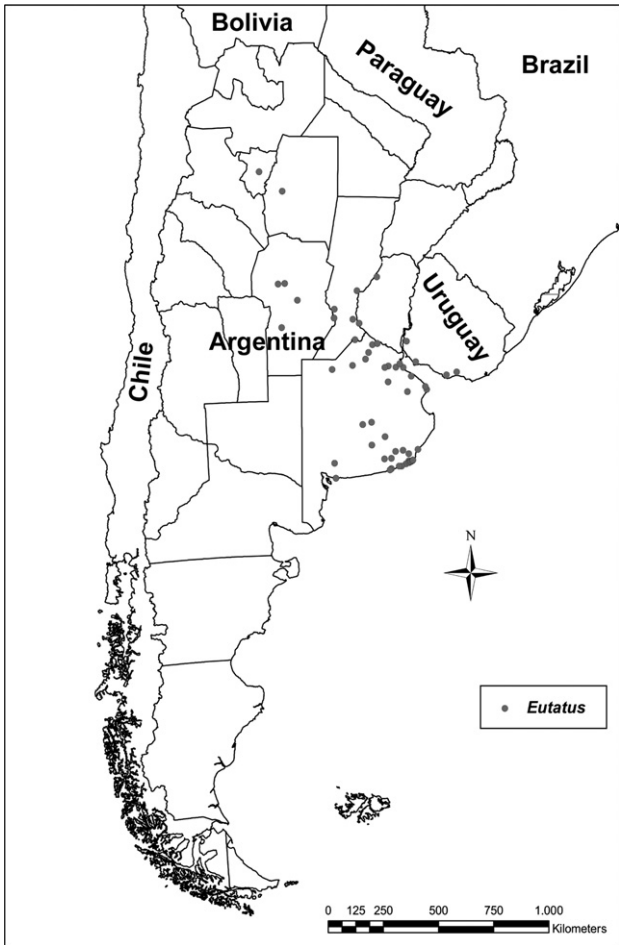 Bolivia
Paraguay
Brazil
Uruguay
Argentina
Chile
N
Eutatus
0 125 250 500 750 1.000
Kilometers